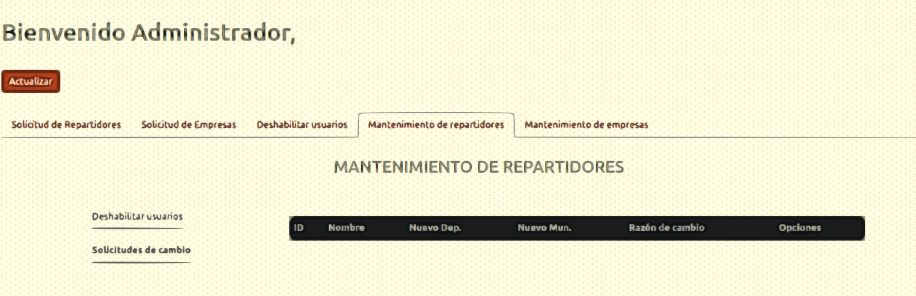 Bienvenido Administrador,
Actualizar
Solicitud de Repartidores Solicitud de Empresas Deshabilitar usuarios Mantenimiento de repartidores Mantenimiento de empresas
MANTENIMIENTO DE REPARTIDORES
Deshabilitar usuarios
ID Nombre Nuevo Dep. Nuevo Mun. Razón de cambio Opciones
Solicitudes de cambio